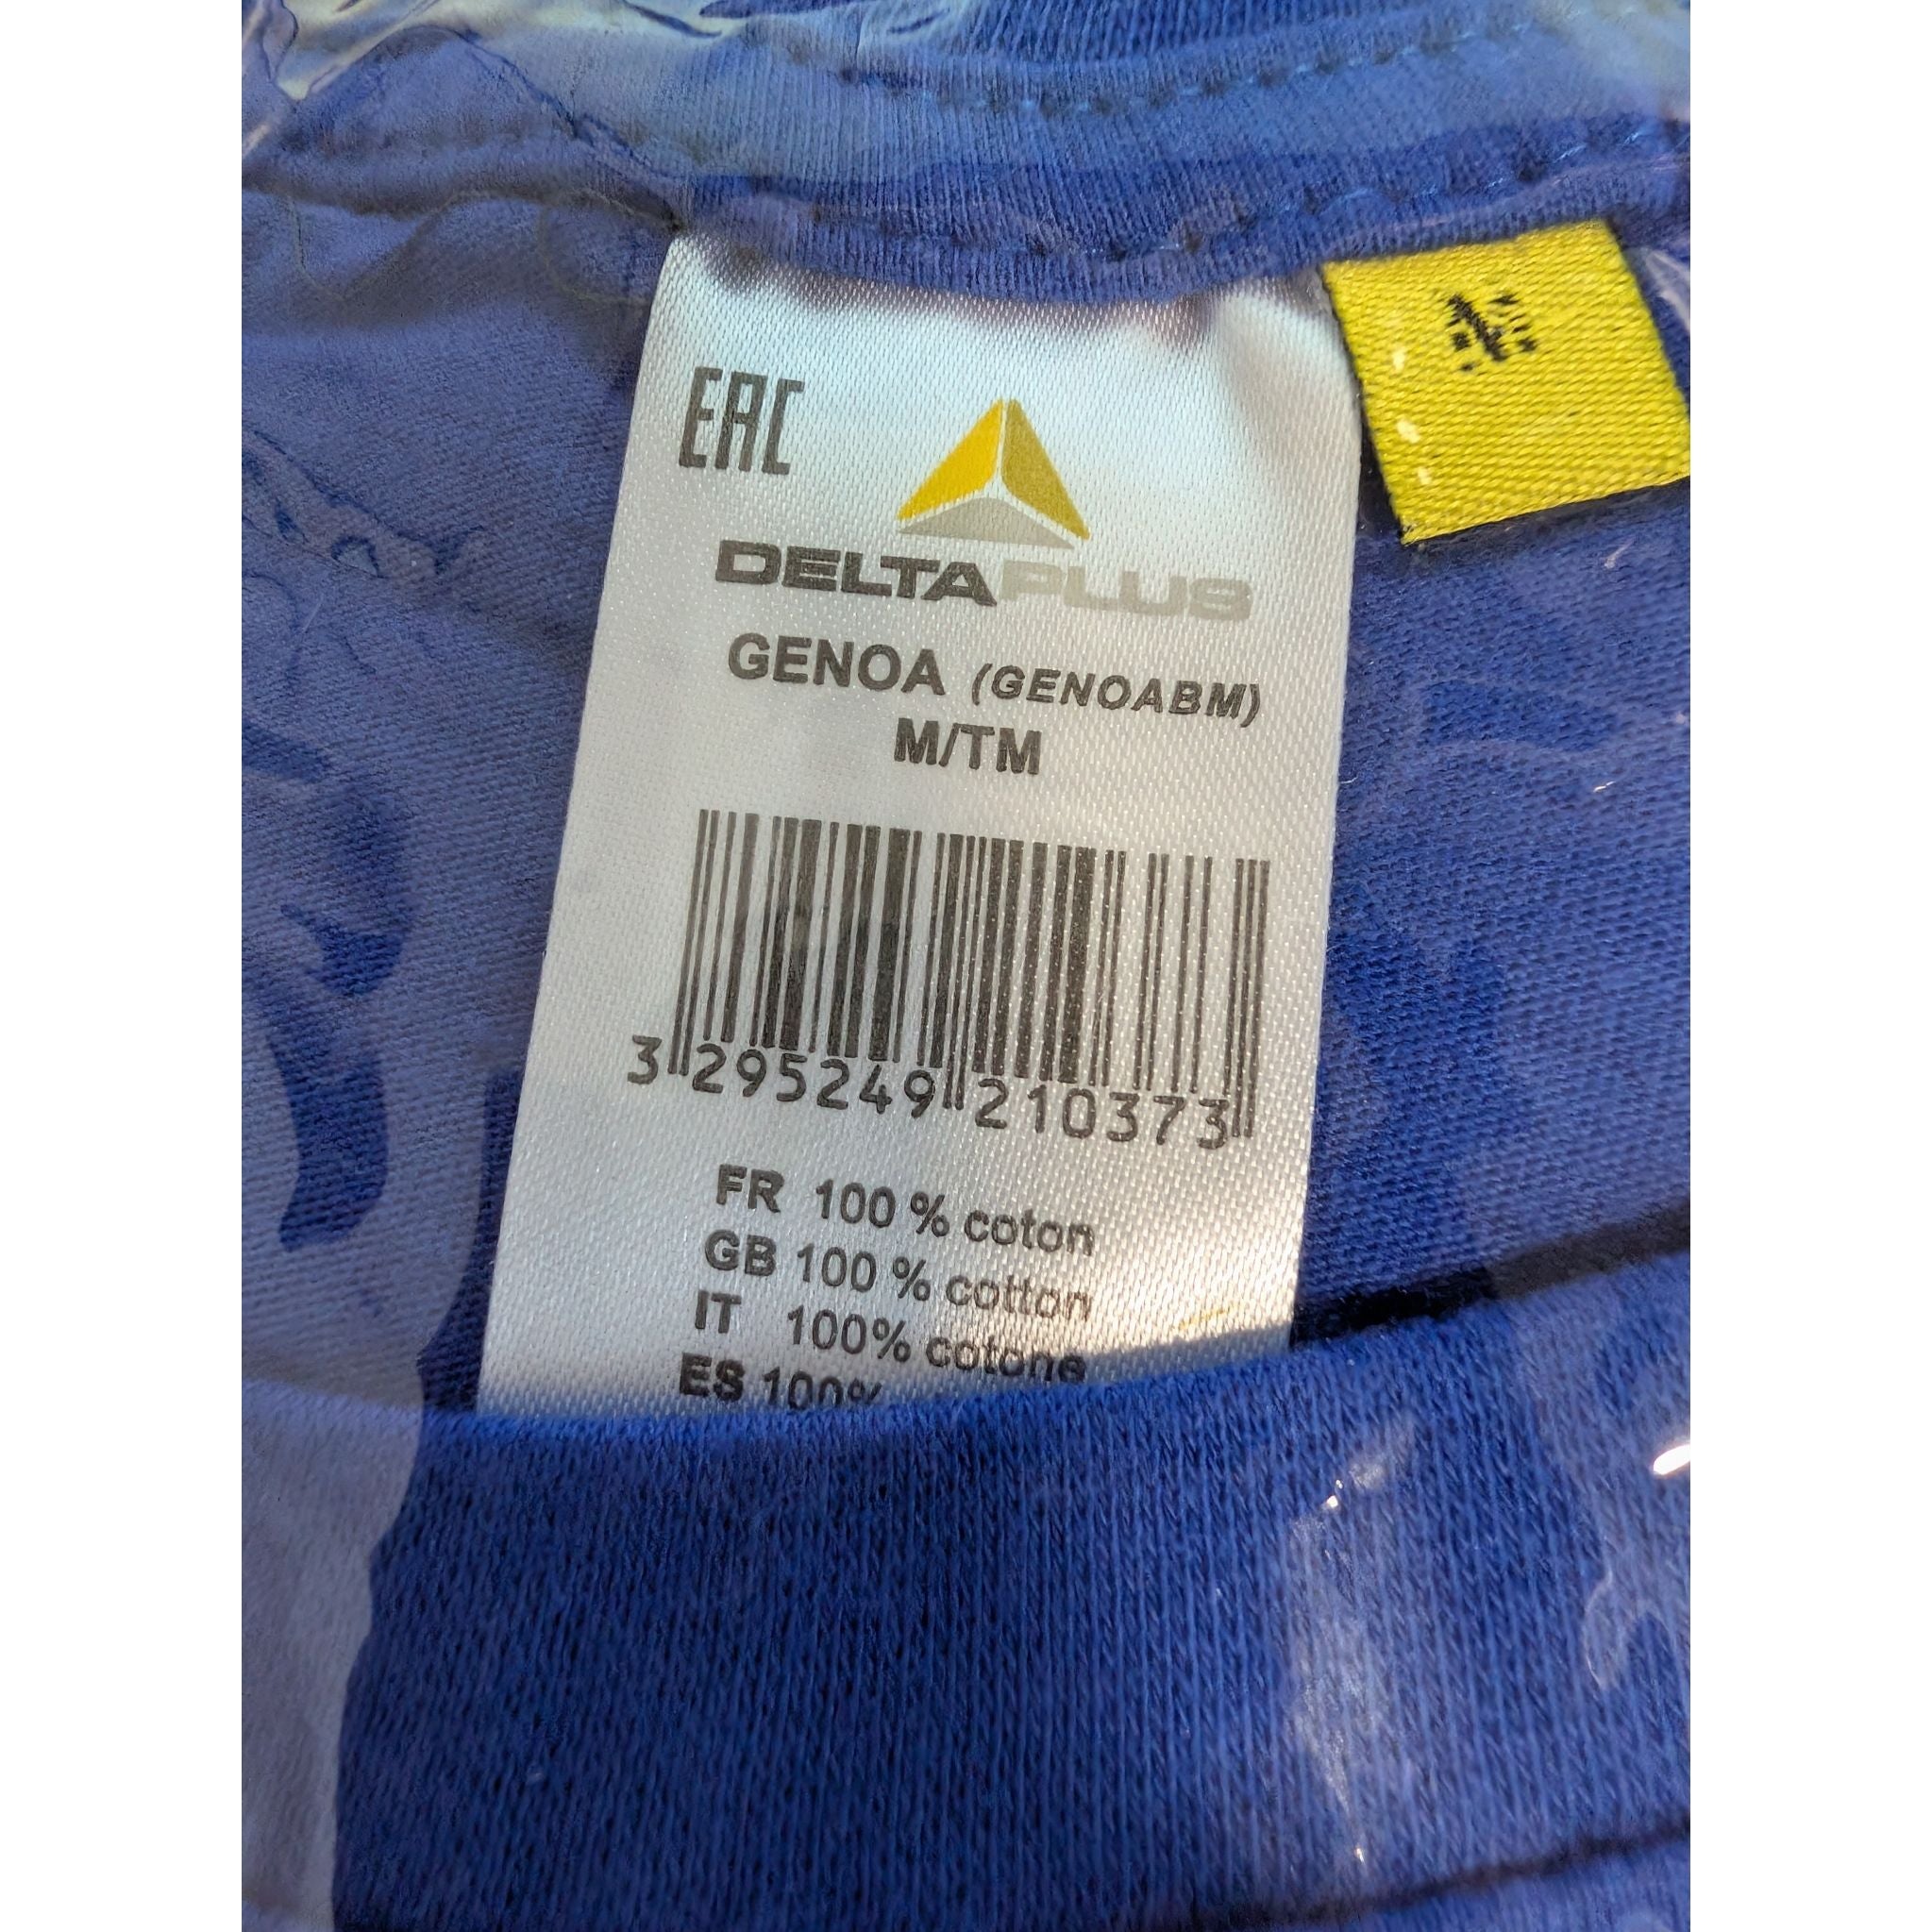 EAC
DELTAPLUS
GENOA (GENOABM)
M/TM
3 295249 210373
FR 100 % coton
GB 100 % cotton
IT 100% cotone
ES 100%